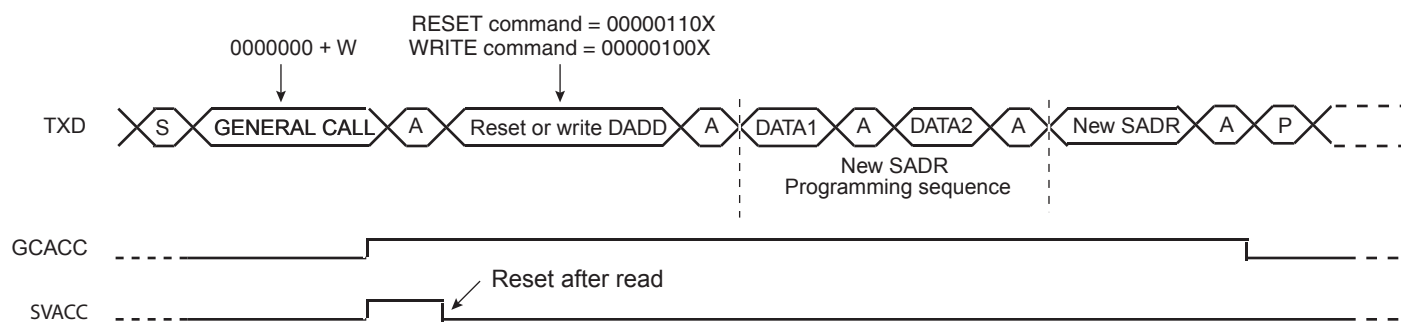 RESET command = 00000110X
0000000 + W
WRITE command = 00000100X
TXD
S
GENERAL CALL
A
Reset or write DADD
A
DATA1
A
DATA2
A
New SADR
A
P
New SADR
Programming sequence
GCACC
Reset after read
SVACC